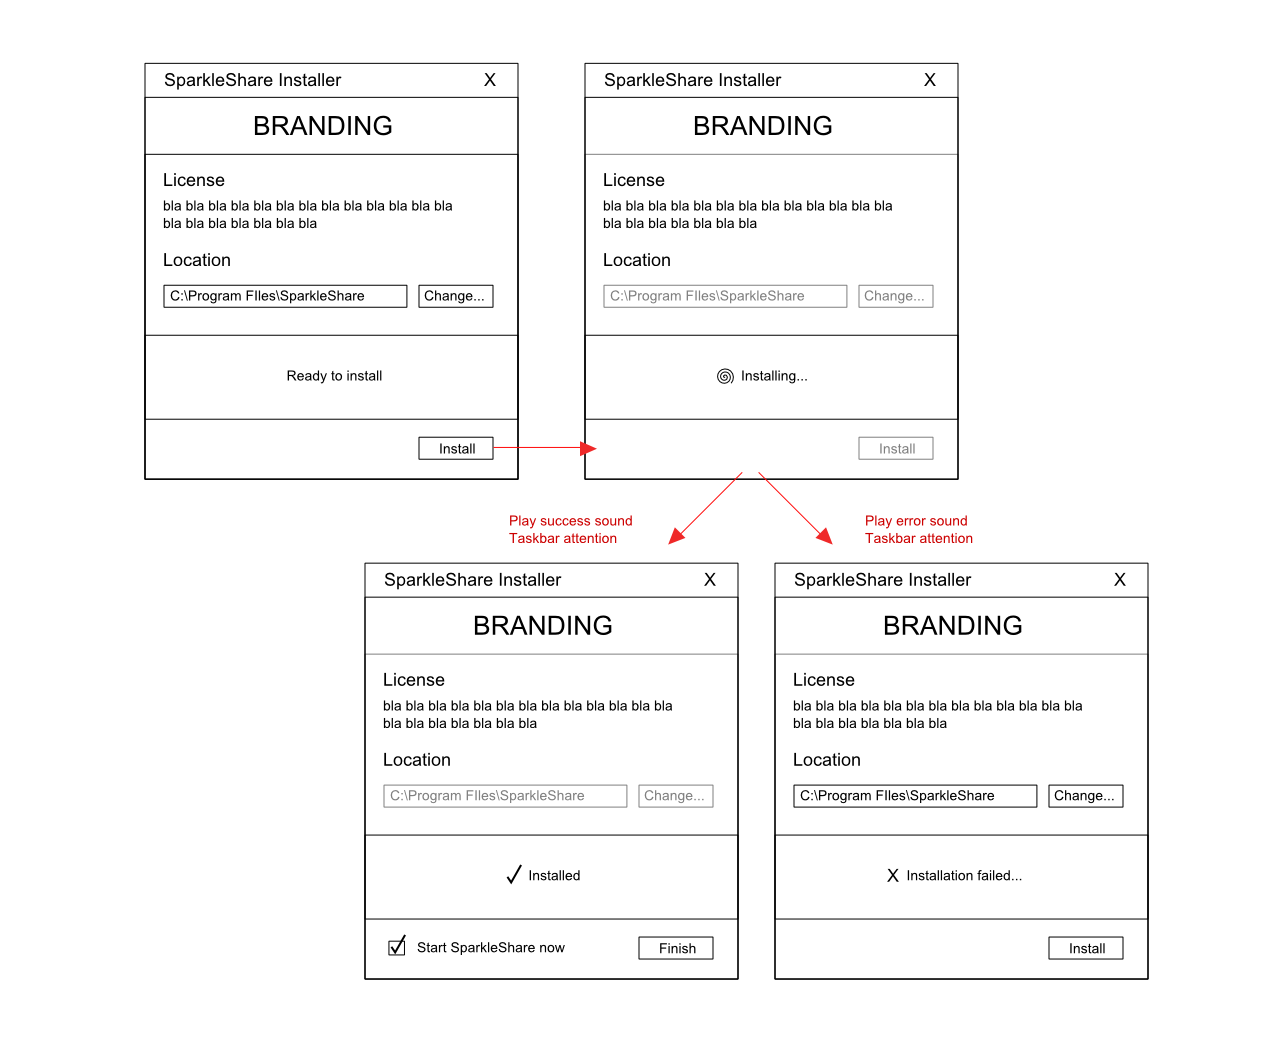 SparkleShare Installer X
BRANDING
License
bla bla bla bla bla bla bla bla bla bla bla bla bla
bla bla bla bla bla bla bla
Location
C:\Program FIles\SparkleShare Change...
Ready to install
Install
SparkleShare Installer X
BRANDING
License
bla bla bla bla bla bla bla bla bla bla bla bla bla
bla bla bla bla bla bla bla
Location
C:\Program FIles\SparkleShare Change...
Installing...
Install
Play success sound
Taskbar attention
Play error sound
Taskbar attention
SparkleShare Installer X
BRANDING
License
bla bla bla bla bla bla bla bla bla bla bla bla bla
bla bla bla bla bla bla bla
Location
C:\Program FIles\SparkleShare Change...
Installed
Start SparkleShare now Finish
SparkleShare Installer X
BRANDING
License
bla bla bla bla bla bla bla bla bla bla bla bla bla
bla bla bla bla bla bla bla
Location
C:\Program FIles\SparkleShare Change...
X Installation failed...
Install